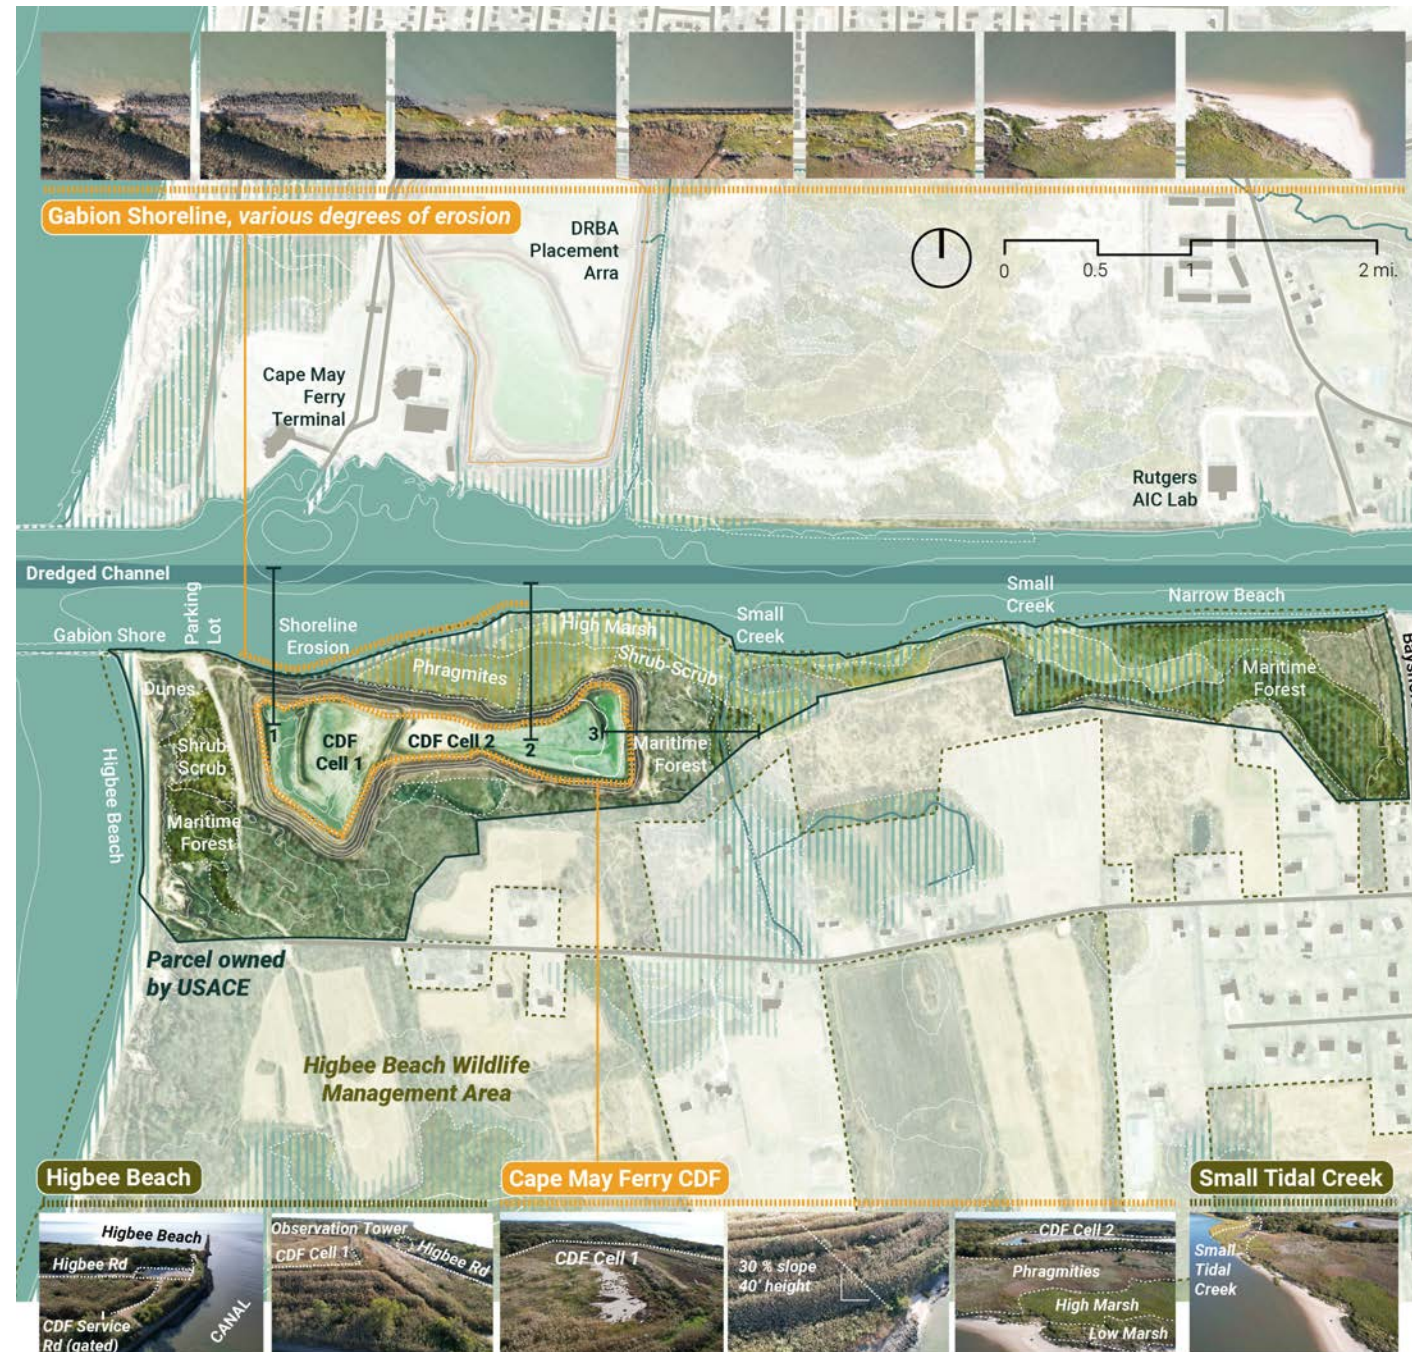 Gabion Shoreline, various degrees of erosion
DRBA
Placement
Arra
0
0.5
1
2 mi.
Cape May
Ferry
Terminal
Rutgers
AIC Lab
Dredged Channel
Parking
Lot
Gabion Shore
Shoreline
Erosion
High Marsh
Small
Creek
Small
Creek
Narrow Beach
Phragmites
Shrub-Scrub
Dunes
Shrub
Scrub
Maritime
Forest
Higbee Beach
1
CDF
Cell 1
CDF Cell 2
2
3
Maritime
Forest
Maritime
Forest
Maritime
Forest
Parcel owned
by USACE
Higbee Beach Wildlife
Management Area
Higbee Beach
Cape May Ferry CDF
Small Tidal Creek
Higbee Beach
Higbee Rd
CDF Service
Rd (gated)
CANAL
Observation Tower
CDF Cell 1
Higbee Rd
CDF Cell 1
30 % slope
40' height
CDF Cell 2
Phragmities
High Marsh
Low Marsh
Small
Tidal
Creek